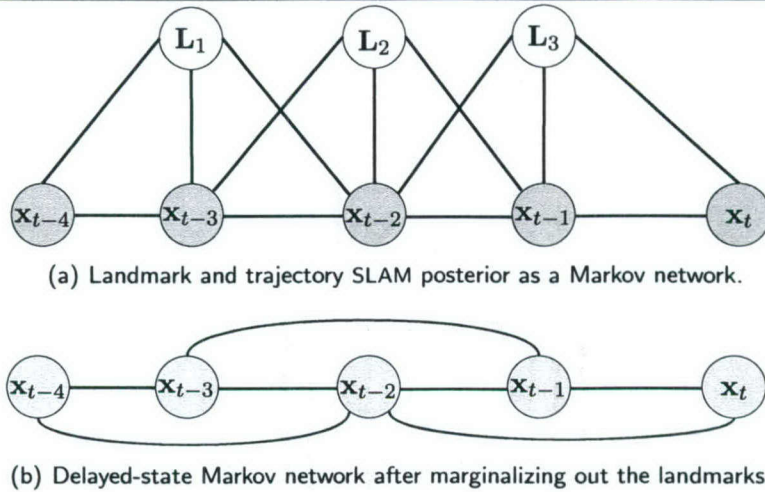 L₁ L₂ L₃
xₜ₋₄ xₜ₋₃ xₜ₋₂ xₜ₋₁ xₜ
(a) Landmark and trajectory SLAM posterior as a Markov network.
xₜ₋₄ xₜ₋₃ xₜ₋₂ xₜ₋₁ xₜ
(b) Delayed-state Markov network after marginalizing out the landmarks